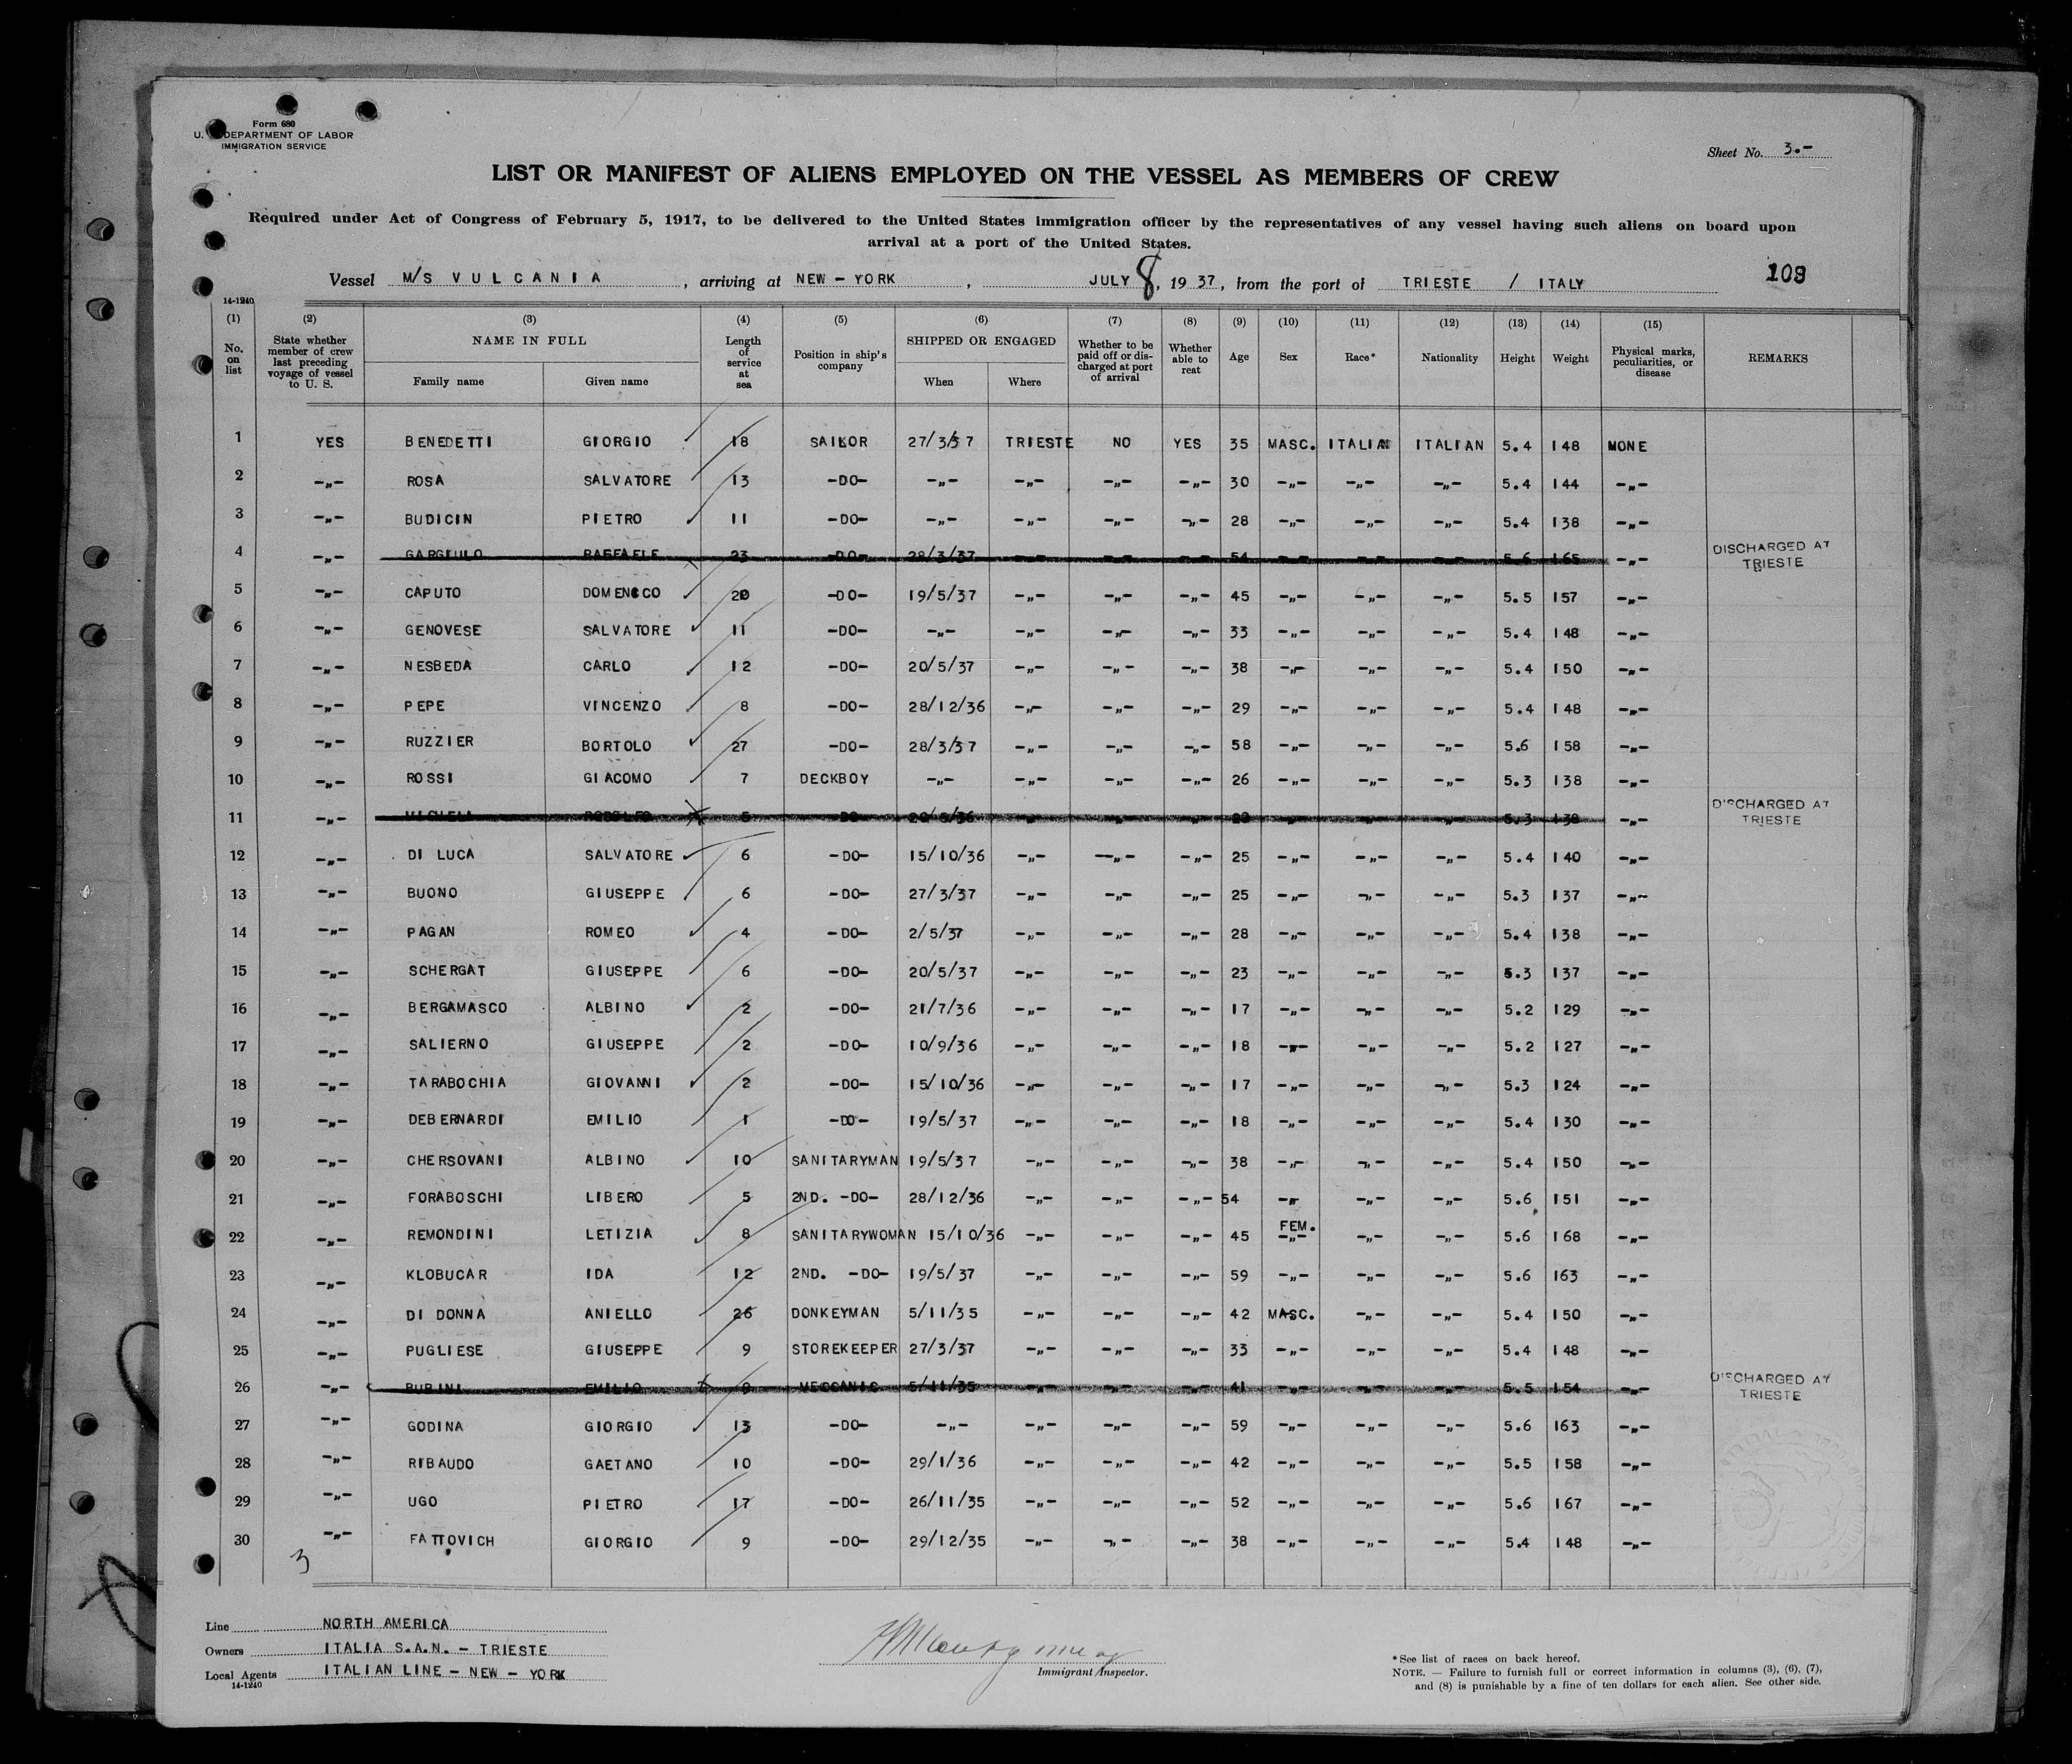 Form 680
U. DEPARTMENT OF LABOR
IMMIGRATION SERVICE
Sheet No. 3.-
LIST OR MANIFEST OF ALIENS EMPLOYED ON THE VESSEL AS MEMBERS OF CREW
Required under Act of Congress of February 5, 1917, to be delivered to the United States immigration officer by the representatives of any vessel having such aliens on board upon
arrival at a port of the United States.
Vessel M/S VULCANIA, arriving at NEW-YORK, JULY 8, 1937, from the port of TRIESTE / ITALY 109
14-1240
(1) (2) (3) (4) (5) (6) (7) (8) (9) (10) (11) (12) (13) (14) (15)
No. on list State whether member of crew last preceding voyage of vessel to U. S. NAME IN FULL Family name Given name Length of service at sea Position in ship's company SHIPPED OR ENGAGED When Where Whether to be paid off or discharged at port of arrival Whether able to reat Age Sex Race* Nationality Height Weight Physical marks, peculiarities, or disease REMARKS
1 YES BENEDETTI GIORGIO 18 SAILOR 27/3/37 TRIESTE NO YES 35 MASC. ITALIAN ITALIAN 5.4 148 MONE
2 -"- ROSA SALVATORE 13 -DO- -"- -"- -"- -"- 30 -"- -"- -"- 5.4 144 -"-
3 -"- BUDICIN PIETRO 11 -DO- -"- -"- -"- -"- 28 -"- -"- -"- 5.4 138 -"-
4 -"- GARGIULO RAFFAELE 23 -DO- 28/3/37 -"- -"- -"- 54 -"- -"- -"- 5.6 165 -"- DISCHARGED AT TRIESTE
5 -"- CAPUTO DOMENICO 20 -DO- 19/5/37 -"- -"- -"- 45 -"- -"- -"- 5.5 157 -"-
6 -"- GENOVESE SALVATORE 11 -DO- -"- -"- -"- -"- 33 -"- -"- -"- 5.4 148 -"-
7 -"- NESBEDA CARLO 12 -DO- 20/5/37 -"- -"- -"- 38 -"- -"- -"- 5.4 150 -"-
8 -"- PEPE VINCENZO 8 -DO- 28/12/36 -"- -"- -"- 29 -"- -"- -"- 5.4 148 -"-
9 -"- RUZZIER BORTOLO 27 -DO- 28/3/37 -"- -"- -"- 58 -"- -"- -"- 5.6 158 -"-
10 -"- ROSSI GIACOMO 7 DECKBOY -"- -"- -"- -"- 26 -"- -"- -"- 5.3 138 -"-
11 -"- RODOLFO 5 -DO- " " " " " " 5.3 138 -"- DISCHARGED AT TRIESTE
12 -"- DI LUCA SALVATORE 6 -DO- 15/10/36 -"- -"- -"- 25 -"- -"- -"- 5.4 140 -"-
13 -"- BUONO GIUSEPPE 6 -DO- 27/3/37 -"- -"- -"- 25 -"- -"- -"- 5.3 137 -"-
14 -"- PAGAN ROMEO 4 -DO- 2/5/37 -"- -"- -"- 28 -"- -"- -"- 5.4 138 -"-
15 -"- SCHERGAT GIUSEPPE 6 -DO- 20/5/37 -"- -"- -"- 23 -"- -"- -"- 5.3 137 -"-
16 -"- BERGAMASCO ALBINO 2 -DO- 21/7/36 -"- -"- -"- 17 -"- -"- -"- 5.2 129 -"-
17 -"- SALIERNO GIUSEPPE 2 -DO- 10/9/36 -"- -"- -"- 18 -"- -"- -"- 5.2 127 -"-
18 -"- TARABOCHIA GIOVANNI 2 -DO- 15/10/36 -"- -"- -"- 17 -"- -"- -"- 5.3 124 -"-
19 -"- DEBERNARDI EMILIO 1 -DO- 19/5/37 -"- -"- -"- 18 -"- -"- -"- 5.4 130 -"-
20 -"- CHERSOVANI ALBINO 10 SANITARYMAN 19/5/37 -"- -"- -"- 38 -"- -"- -"- 5.4 150 -"-
21 -"- FORABOSCHI LIBERO 5 2ND. -DO- 28/12/36 -"- -"- -"- 54 -"- -"- -"- 5.6 151 -"-
22 -"- REMONDINI LETIZIA 8 SANITARYWOMAN 15/10/36 -"- -"- -"- 45 FEM. -"- -"- -"- 5.6 168 -"-
23 -"- KLOBUCAR IDA 12 2ND. -DO- 19/5/37 -"- -"- -"- 59 -"- -"- -"- 5.6 163 -"-
24 -"- DI DONNA ANIELLO 26 DONKEYMAN 5/11/35 -"- -"- -"- 42 MASC. -"- -"- 5.4 150 -"-
25 -"- PUGLIESE GIUSEPPE 9 STOREKEEPER 27/3/37 -"- -"- -"- 33 -"- -"- -"- 5.4 148 -"-
26 -"- RUBINI EMILIO 9 MECCANIC 5/11/35 -"- -"- -"- 41 -"- -"- -"- 5.5 154 -"- DISCHARGED AT TRIESTE
27 -"- GODINA GIORGIO 13 -DO- -"- -"- -"- -"- 59 -"- -"- -"- 5.6 163 -"-
28 -"- RIBAUDO GAETANO 10 -DO- 29/1/36 -"- -"- -"- 42 -"- -"- -"- 5.5 158 -"-
29 -"- UGO PIETRO 17 -DO- 26/11/35 -"- -"- -"- 52 -"- -"- -"- 5.6 167 -"-
30 -"- FATTOVICH GIORGIO 9 -DO- 29/12/35 -"- -"- -"- 38 -"- -"- -"- 5.4 148 -"-
3
Line NORTH AMERICA
Owners ITALIA S.A.N. - TRIESTE
Local Agents ITALIAN LINE - NEW - YORK
14-1240
Immigrant Inspector.
*See list of races on back hereof.
NOTE. — Failure to furnish full or correct information in columns (3), (6), (7),
and (8) is punishable by a fine of ten dollars for each alien. See other side.